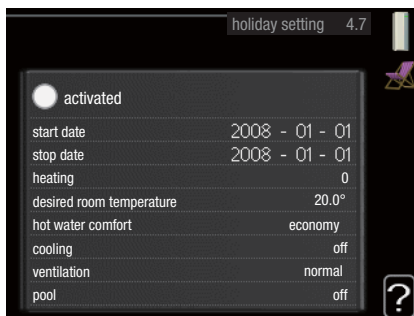 holiday setting 4.7
activated
start date 2008 - 01 - 01
stop date 2008 - 01 - 01
heating 0
desired room temperature 20.0°
hot water comfort economy
cooling off
ventilation normal
pool off
?